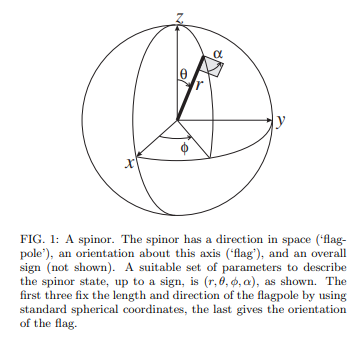 z
α
θ
r
y
ϕ
x
FIG. 1: A spinor. The spinor has a direction in space (‘flag-
pole’), an orientation about this axis (‘flag’), and an overall
sign (not shown). A suitable set of parameters to describe
the spinor state, up to a sign, is (r, θ, ϕ, α), as shown. The
first three fix the length and direction of the flagpole by using
standard spherical coordinates, the last gives the orientation
of the flag.